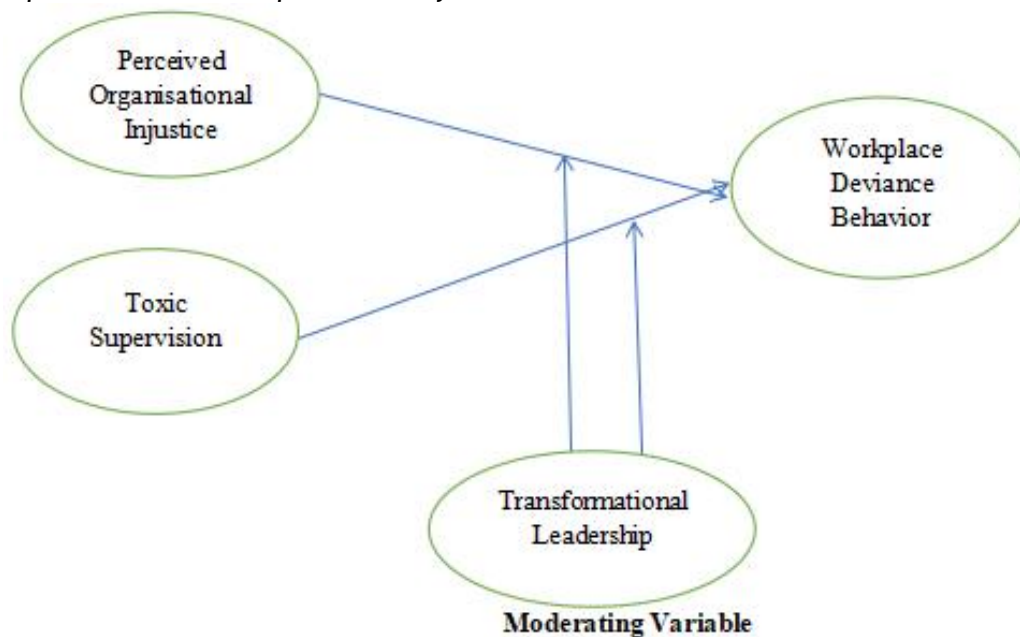 Perceived
Organisational
Injustice
Workplace
Deviance
Behavior
Toxic
Supervision
Transformational
Leadership
Moderating Variable